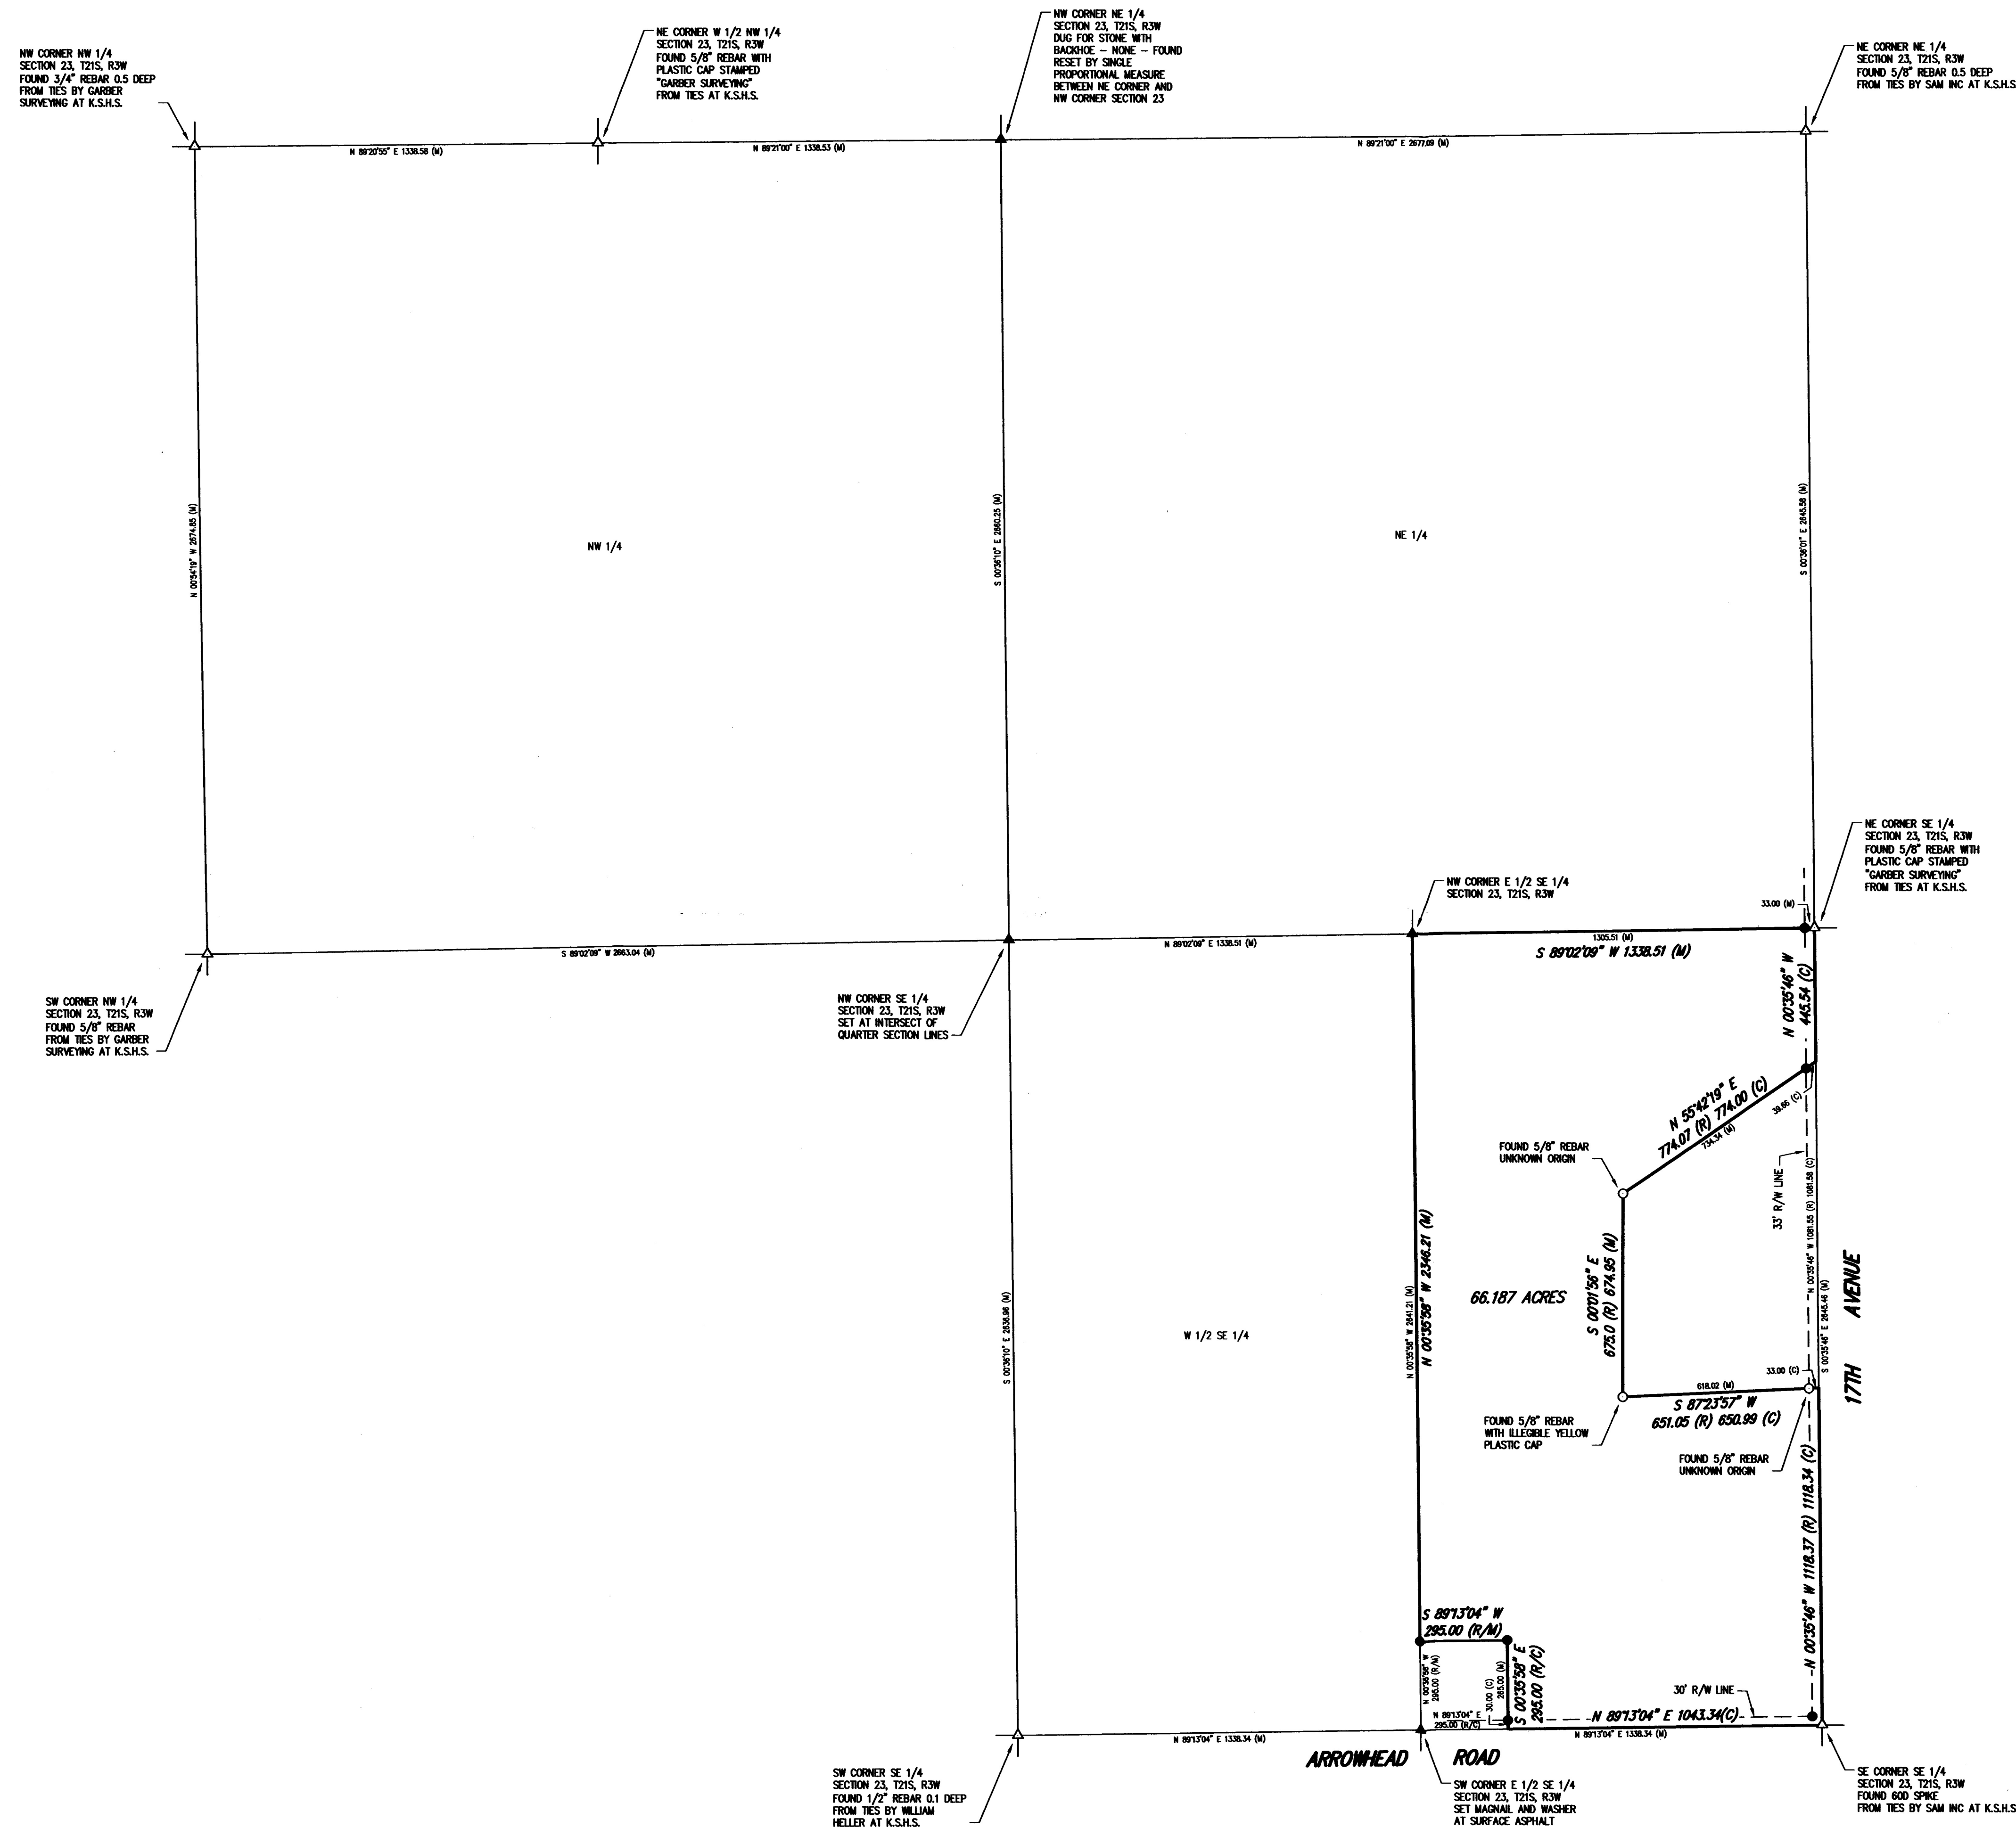 NW CORNER NW 1/4
SECTION 23, T21S, R3W
FOUND 3/4" REBAR 0.5 DEEP
FROM TIES BY GARBER
SURVEYING AT K.S.H.S.
NE CORNER W 1/2 NW 1/4
SECTION 23, T21S, R3W
FOUND 5/8" REBAR WITH
PLASTIC CAP STAMPED
"GARBER SURVEYING"
FROM TIES AT K.S.H.S.
NW CORNER NE 1/4
SECTION 23, T21S, R3W
DUG FOR STONE WITH
BACKHOE - NONE - FOUND
RESET BY SINGLE
PROPORTIONAL MEASURE
BETWEEN NE CORNER AND
NW CORNER SECTION 23
NE CORNER NE 1/4
SECTION 23, T21S, R3W
FOUND 5/8" REBAR 0.5 DEEP
FROM TIES BY SAM INC AT K.S.H.S
N 89°20'55" E 1338.58 (M)
N 89°21'00" E 1338.53 (M)
N 89°21'00" E 2677.09 (M)
N 00°54'19" W 2674.85 (M)
S 00°36'10" E 2660.25 (M)
S 00°36'01" E 2645.58 (M)
NW 1/4
NE 1/4
NE CORNER SE 1/4
SECTION 23, T21S, R3W
FOUND 5/8" REBAR WITH
PLASTIC CAP STAMPED
"GARBER SURVEYING"
FROM TIES AT K.S.H.S.
NW CORNER E 1/2 SE 1/4
SECTION 23, T21S, R3W
33.00 (M)
S 89°02'09" W 2663.04 (M)
N 89°02'09" E 1338.51 (M)
1305.51 (M)
S 89°02'09" W 1338.51 (M)
SW CORNER NW 1/4
SECTION 23, T21S, R3W
FOUND 5/8" REBAR
FROM TIES BY GARBER
SURVEYING AT K.S.H.S.
NW CORNER SE 1/4
SECTION 23, T21S, R3W
SET AT INTERSECT OF
QUARTER SECTION LINES
N 00°35'46" W
445.54 (C)
N 55°42'19" E
774.07 (R) 774.00 (C)
734.34 (M)
39.66 (C)
FOUND 5/8" REBAR
UNKNOWN ORIGIN
33' R/W LINE
N 00°35'46" W 1081.55 (R) 1081.58 (C)
S 00°35'46" E 2645.46 (M)
17TH AVENUE
66.187 ACRES
S 00°01'56" E
675.0 (R) 674.95 (M)
N 00°35'58" W 2641.21 (M)
N 00°35'58" W 2346.21 (M)
S 00°36'10" E 2636.96 (M)
W 1/2 SE 1/4
33.00 (C)
618.02 (M)
S 87°23'57" W
651.05 (R) 650.99 (C)
FOUND 5/8" REBAR
WITH ILLEGIBLE YELLOW
PLASTIC CAP
FOUND 5/8" REBAR
UNKNOWN ORIGIN
N 00°35'46" W 1118.37 (R) 1118.34 (C)
S 89°13'04" W
295.00 (R/M)
295.00 (R/M)
30.00 (C)
265.00 (M)
S 00°35'58" E
295.00 (R/C)
N 89°13'04" E
295.00 (R/C)
30' R/W LINE
N 89°13'04" E 1043.34(C)
N 89°13'04" E 1338.34 (M)
N 89°13'04" E 1338.34 (M)
ARROWHEAD ROAD
SW CORNER SE 1/4
SECTION 23, T21S, R3W
FOUND 1/2" REBAR 0.1 DEEP
FROM TIES BY WILLIAM
HELLER AT K.S.H.S.
SW CORNER E 1/2 SE 1/4
SECTION 23, T21S, R3W
SET MAGNAIL AND WASHER
AT SURFACE ASPHALT
SE CORNER SE 1/4
SECTION 23, T21S, R3W
FOUND 60D SPIKE
FROM TIES BY SAM INC AT K.S.H.S